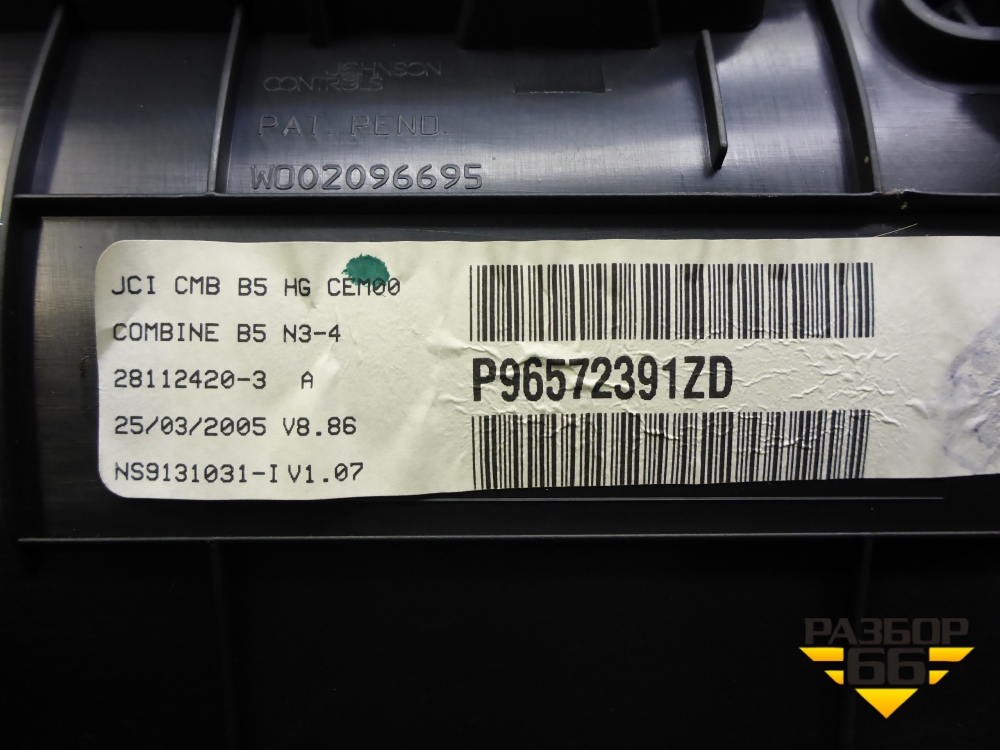 JOHNSON
CONTROLS
PAT. PEND.
W002096695
JCI CMB B5 HG CEM00
COMBINE B5 N3-4
28112420-3 A
25/03/2005 V8.86
NS9131031-I V1.07
P96572391ZD
РАЗБОР
66